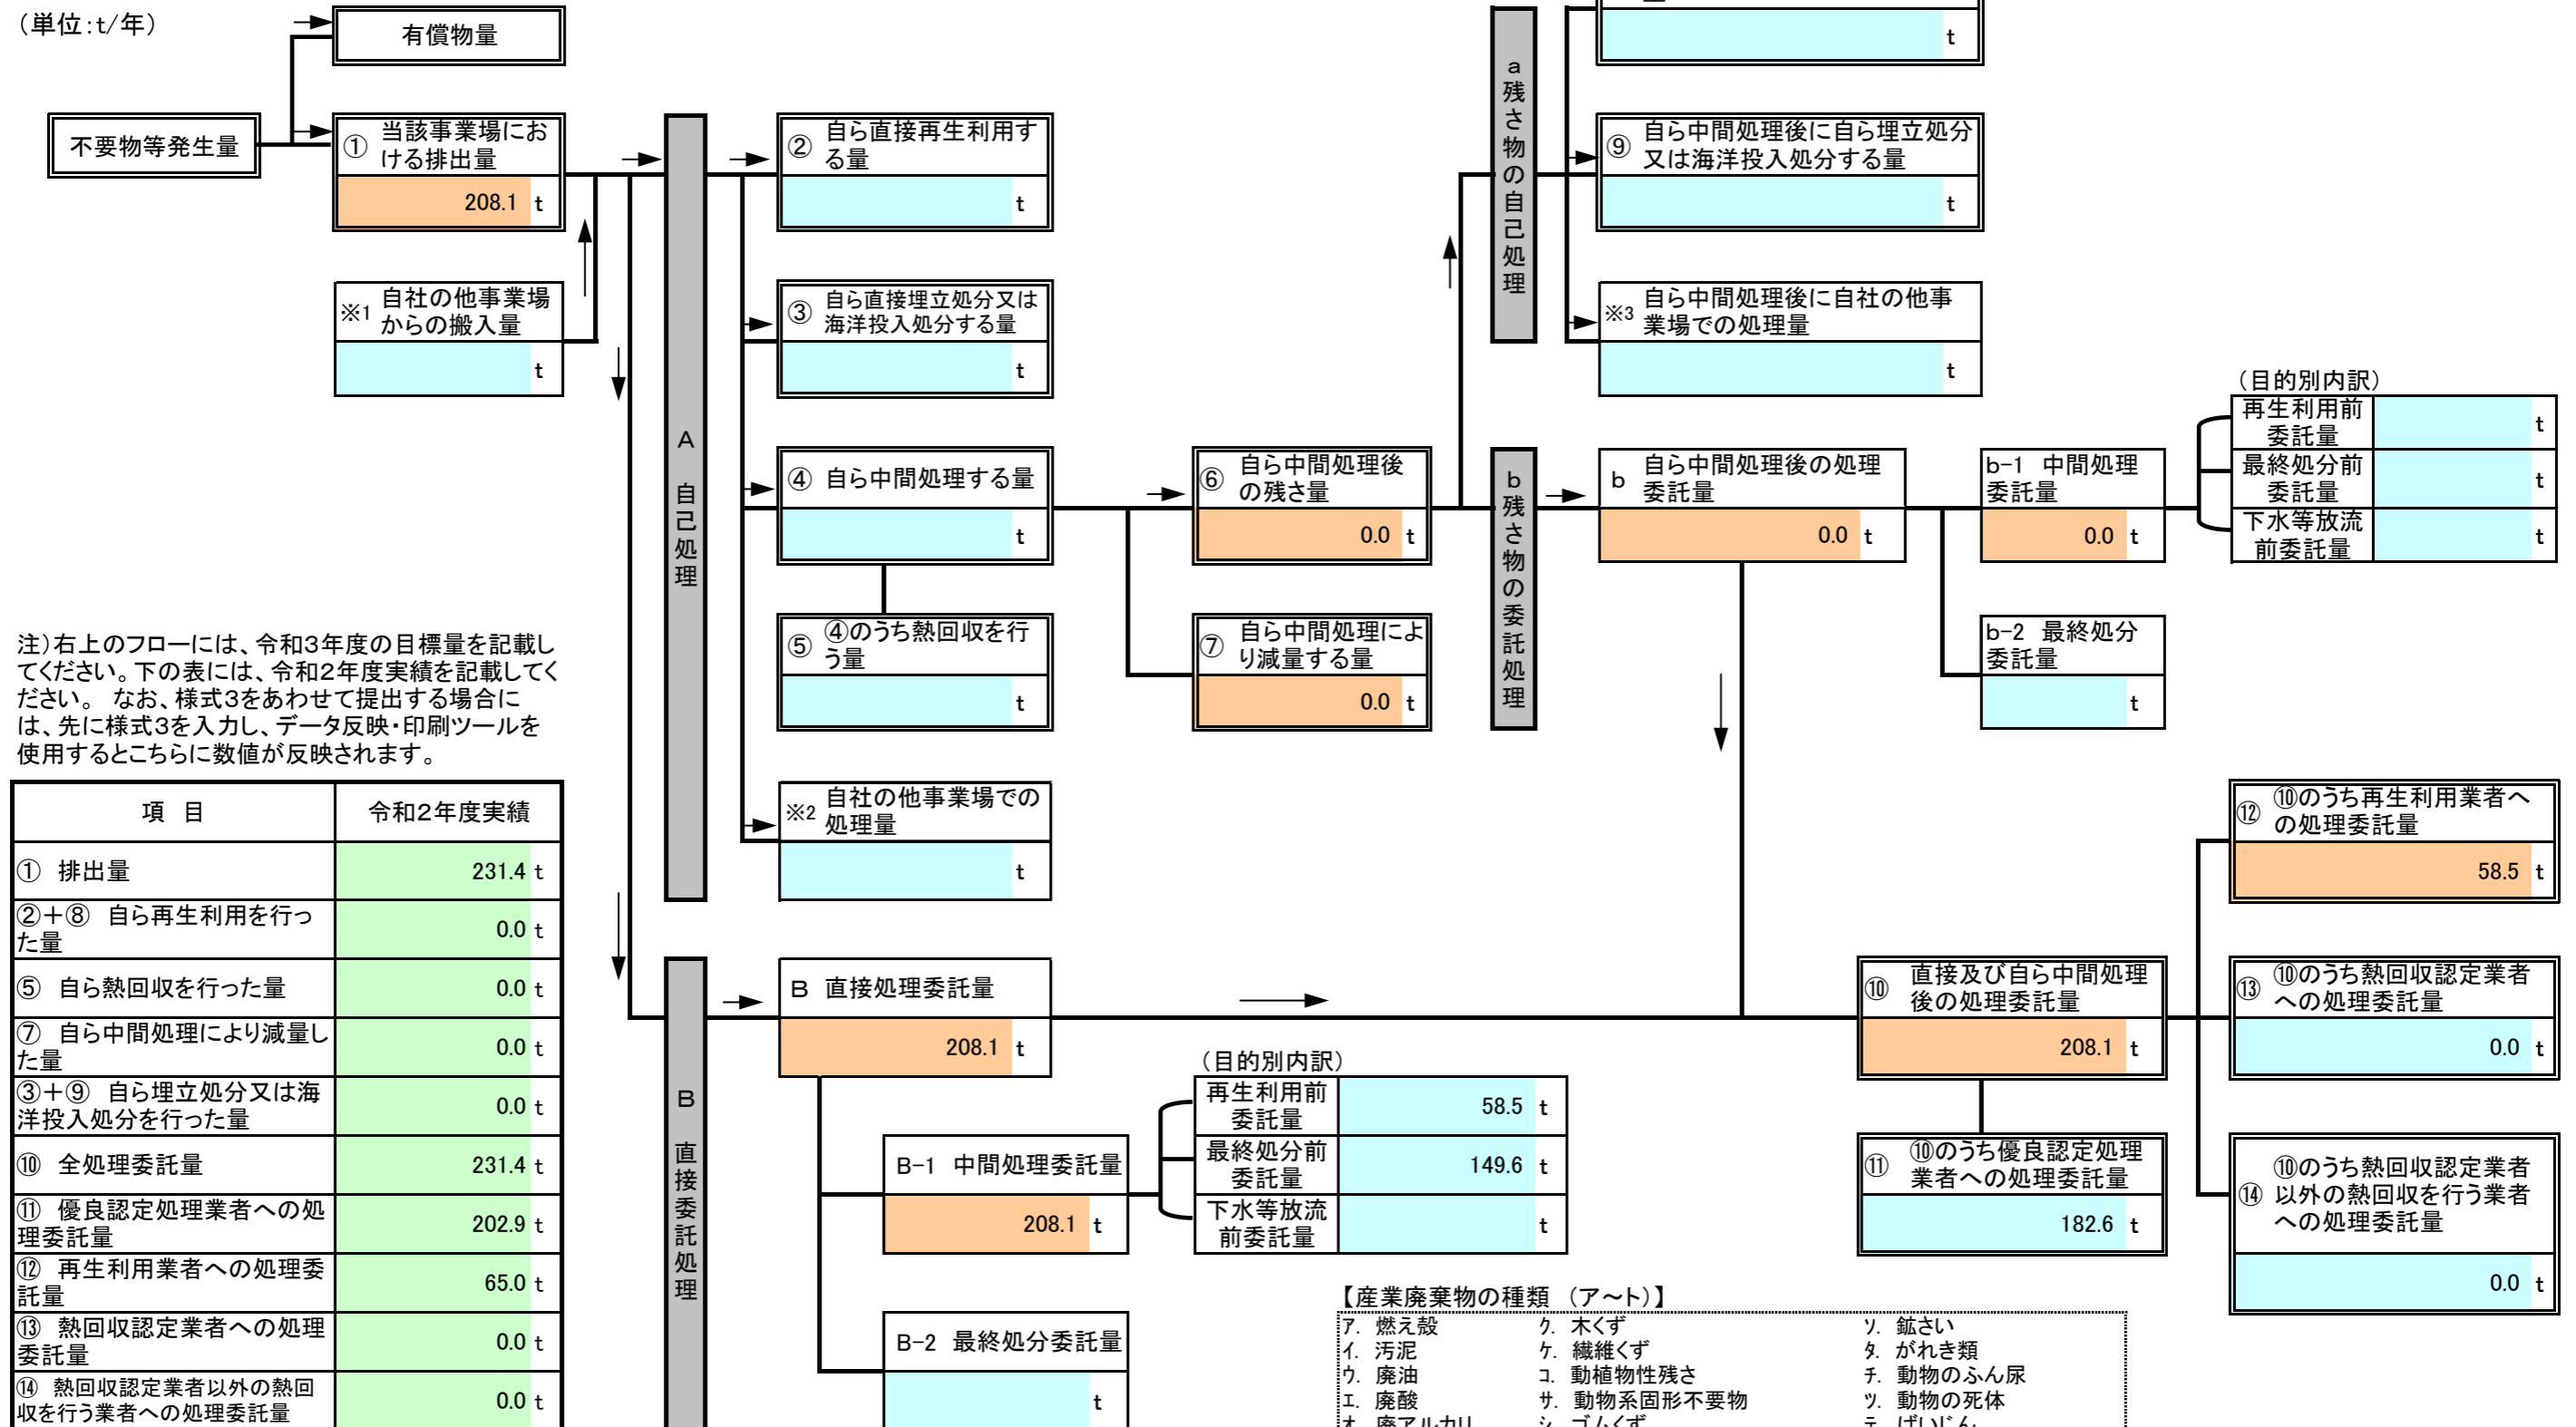 （単位：t/年）
有償物量
不要物等発生量
① 当該事業場にお
ける排出量
208.1 t
※1 自社の他事業場
からの搬入量
t
A 自己処理
② 自ら直接再生利用す
る量
t
③ 自ら直接埋立処分又は
海洋投入処分する量
t
④ 自ら中間処理する量
t
⑤ ④のうち熱回収を行
う量
t
※2 自社の他事業場での
処理量
t
⑥ 自ら中間処理後
の残さ量
0.0 t
⑦ 自ら中間処理によ
り減量する量
0.0 t
a残さ物の自己処理
t
⑨ 自ら中間処理後に自ら埋立処分
又は海洋投入処分する量
t
※3 自ら中間処理後に自社の他事
業場での処理量
t
b残さ物の委託処理
b 自ら中間処理後の処理
委託量
0.0 t
b-1 中間処理
委託量
0.0 t
（目的別内訳）
再生利用前
委託量
t
最終処分前
委託量
t
下水等放流
前委託量
t
b-2 最終処分
委託量
t
注）右上のフローには、令和3年度の目標量を記載し
てください。下の表には、令和2年度実績を記載してく
ださい。 なお、様式3をあわせて提出する場合に
は、先に様式3を入力し、データ反映・印刷ツールを
使用するとこちらに数値が反映されます。
項 目 令和2年度実績
① 排出量 231.4 t
②＋⑧ 自ら再生利用を行っ
た量 0.0 t
⑤ 自ら熱回収を行った量 0.0 t
⑦ 自ら中間処理により減量し
た量 0.0 t
③＋⑨ 自ら埋立処分又は海
洋投入処分を行った量 0.0 t
⑩ 全処理委託量 231.4 t
⑪ 優良認定処理業者への処
理委託量 202.9 t
⑫ 再生利用業者への処理委
託量 65.0 t
⑬ 熱回収認定業者への処理
委託量 0.0 t
⑭ 熱回収認定業者以外の熱回
収を行う業者への処理委託量 0.0 t
B 直接委託処理
B 直接処理委託量
208.1 t
B-1 中間処理委託量
208.1 t
（目的別内訳）
再生利用前
委託量
58.5 t
最終処分前
委託量
149.6 t
下水等放流
前委託量
t
B-2 最終処分委託量
t
⑩ 直接及び自ら中間処理
後の処理委託量
208.1 t
⑪ ⑩のうち優良認定処理
業者への処理委託量
182.6 t
⑫ ⑩のうち再生利用業者へ
の処理委託量
58.5 t
⑬ ⑩のうち熱回収認定業者
への処理委託量
0.0 t
⑭ ⑩のうち熱回収認定業者
以外の熱回収を行う業者
への処理委託量
0.0 t
【産業廃棄物の種類 （ア～ト）】
ｱ. 燃え殻 ｸ. 木くず ｿ. 鉱さい
ｲ. 汚泥 ｹ. 繊維くず ﾀ. がれき類
ｳ. 廃油 ｺ. 動植物性残さ ﾁ. 動物のふん尿
ｴ. 廃酸 ｻ. 動物系固形不要物 ﾂ. 動物の死体
ｵ. 廃アルカリ ｼ. ゴムくず ﾃ. ばいじん